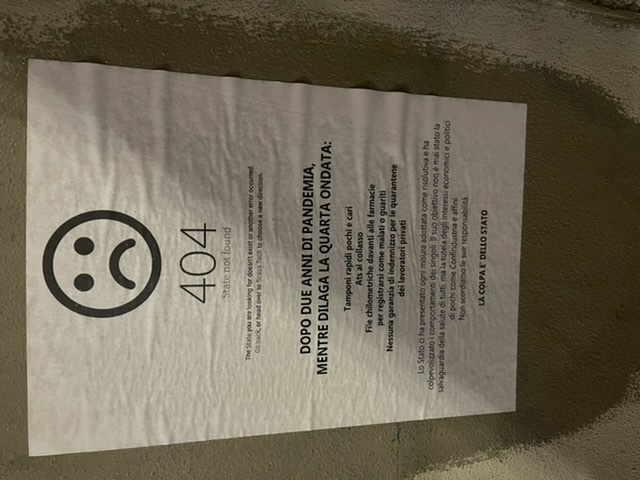 404
State not found
The State you are looking for doesn't exist or another error occurred.
Go back, or head over to Tech to choose a new direction.
DOPO DUE ANNI DI PANDEMIA,
MENTRE DILAGA LA QUARTA ONDATA:
Tamponi rapidi pochi e cari
Ats al collasso
File chilometriche davanti alle farmacie
per registrarsi come malati o guariti
Nessuna garanzia di indennizzo per le quarantene
dei lavoratori privati
Lo Stato ci ha presentato ogni misura adottata come risolutiva e ha
colpevolizzato i comportamenti dei singoli. Il suo obiettivo non è mai stato la
salvaguardia della salute di tutti, ma la tutela degli interessi economici e politici
di pochi come Confindustria e affini.
Non scordiamo le sue responsabilità.
LA COLPA E' DELLO STATO